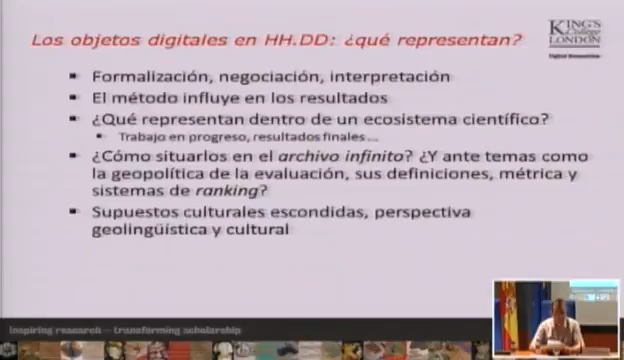 Los objetos digitales en HH.DD: ¿qué representan?
KING'S
College
LONDON
Digital Humanities
Formalización, negociación, interpretación
El método influye en los resultados
¿Qué representan dentro de un ecosistema científico?
Trabajo en progreso, resultados finales...
¿Cómo situarlos en el archivo infinito? ¿Y ante temas como
la geopolítica de la evaluación, sus definiciones, métrica y
sistemas de ranking?
Supuestos culturales escondidas, perspectiva
geolingüística y cultural
Inspiring research – transforming scholarship